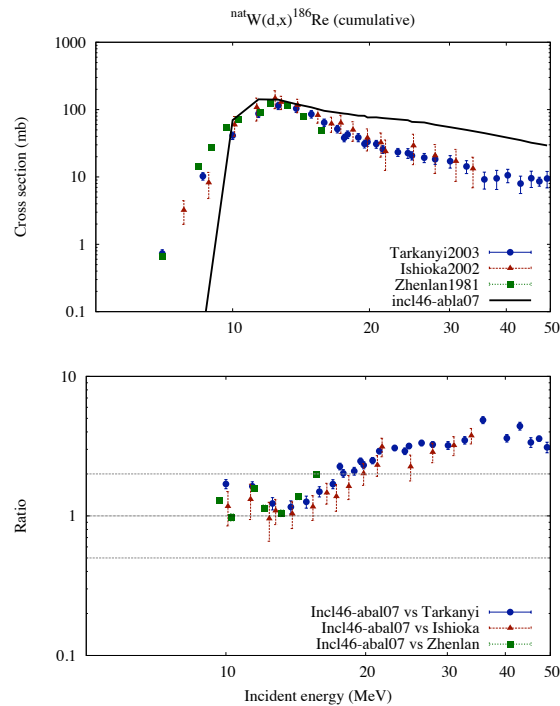 natW(d,x)186Re (cumulative)
1000
100
10
1
0.1
Cross section (mb)
10
20
30
40
50
Tarkanyi2003
Ishioka2002
Zhenlan1981
incl46-abla07
10
1
0.1
Ratio
10
20
30
40
50
Incl46-abal07 vs Tarkanyi
Incl46-abal07 vs Ishioka
Incl46-abal07 vs Zhenlan
Incident energy (MeV)